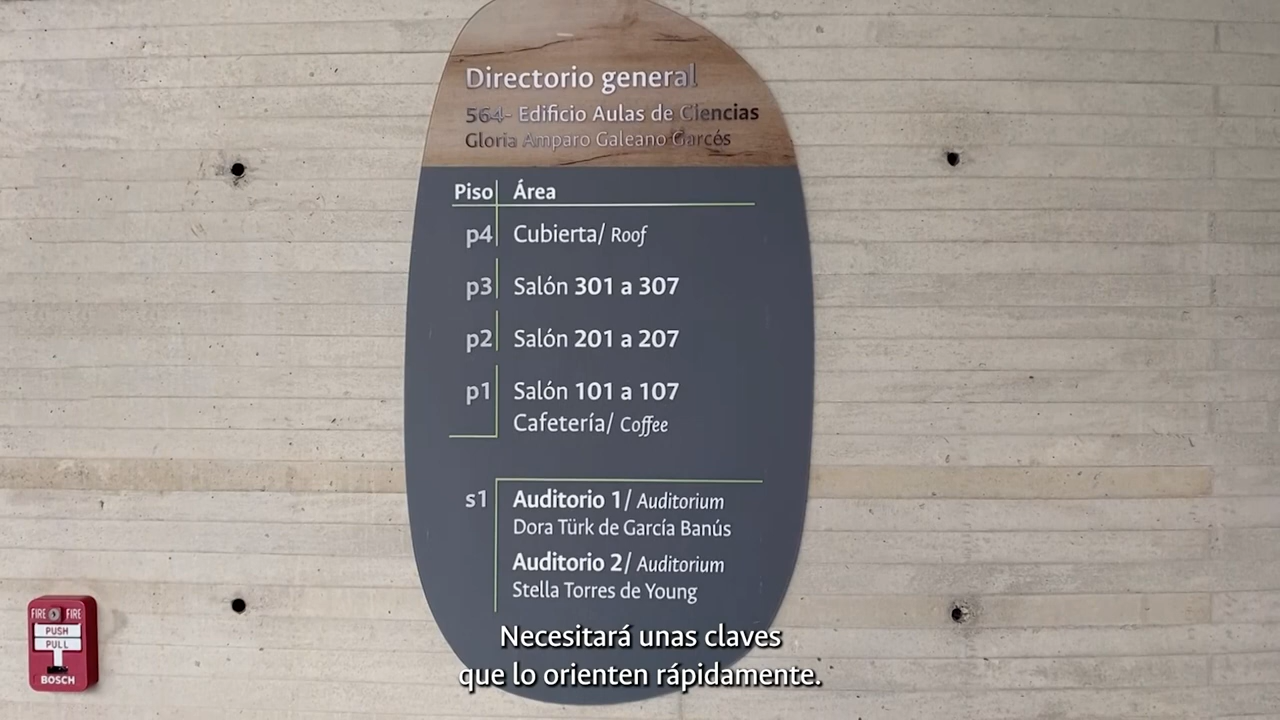 Directorio general
564- Edificio Aulas de Ciencias
Gloria Amparo Galeano Garcés
Piso Área
p4 Cubierta/ Roof
p3 Salón 301 a 307
p2 Salón 201 a 207
p1 Salón 101 a 107
Cafetería/ Coffee
s1 Auditorio 1/ Auditorium
Dora Türk de García Banús
Auditorio 2/ Auditorium
Stella Torres de Young
FIRE FIRE
PUSH
PULL
BOSCH
Necesitará unas claves
que lo orienten rápidamente.